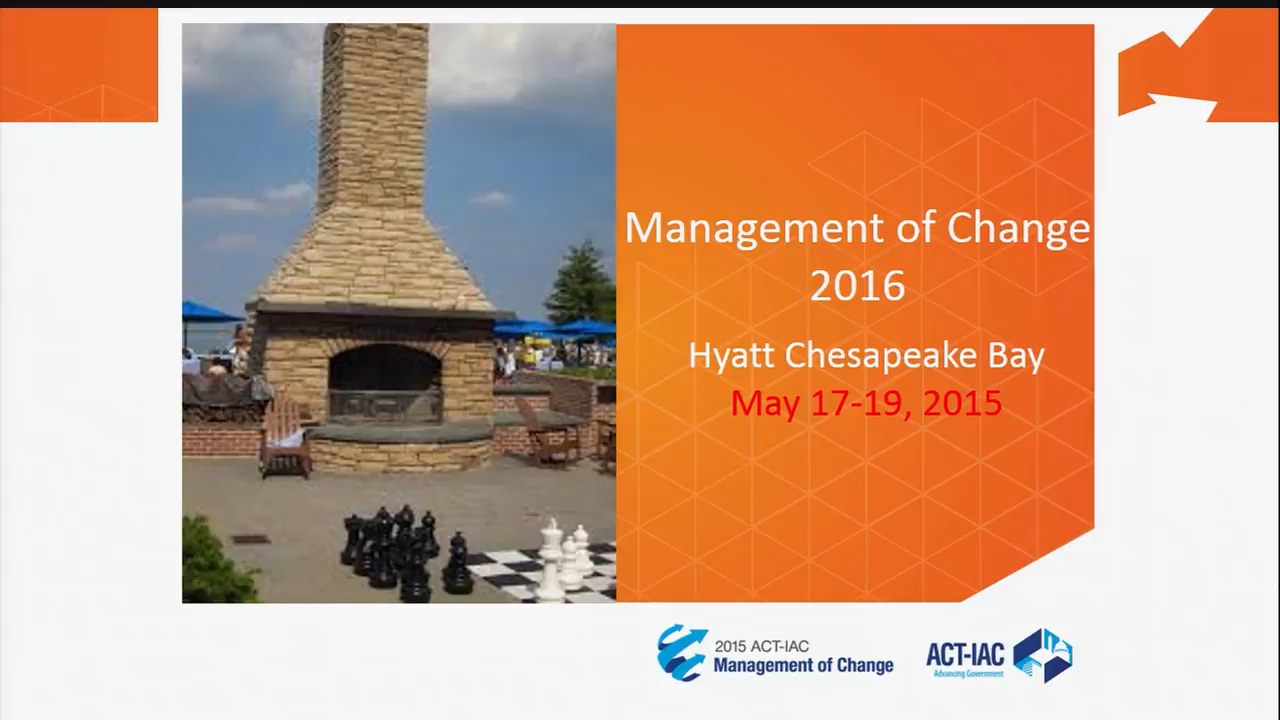 Management of Change
2016
Hyatt Chesapeake Bay
May 17-19, 2015
2015 ACT-IAC
Management of Change
ACT-IAC
Advancing Government